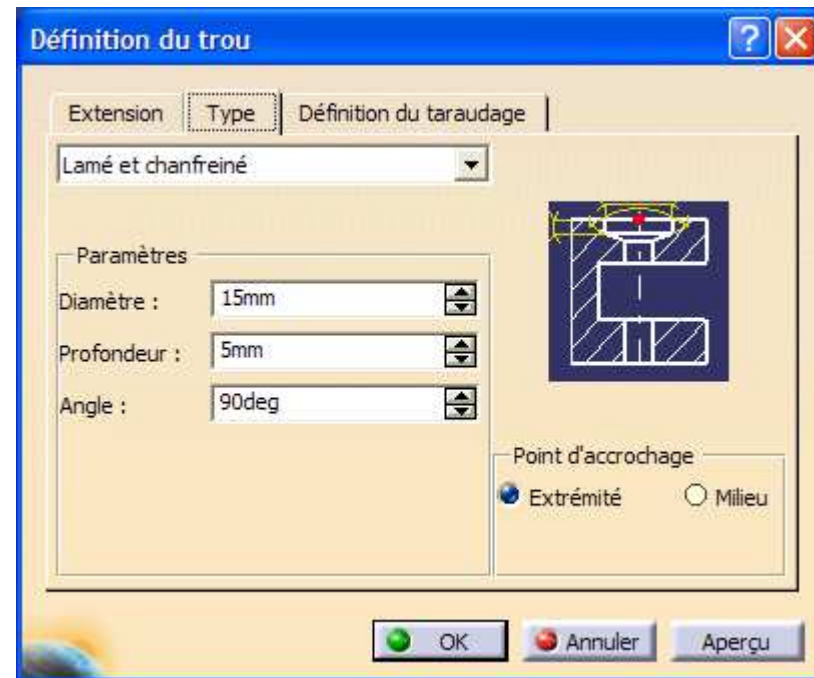 Définition du trou
Extension Type Définition du taraudage
Lamé et chanfreiné
Paramètres
Diamètre : 15mm
Profondeur : 5mm
Angle : 90deg
Point d'accrochage
Extrémité Milieu
OK Annuler Aperçu